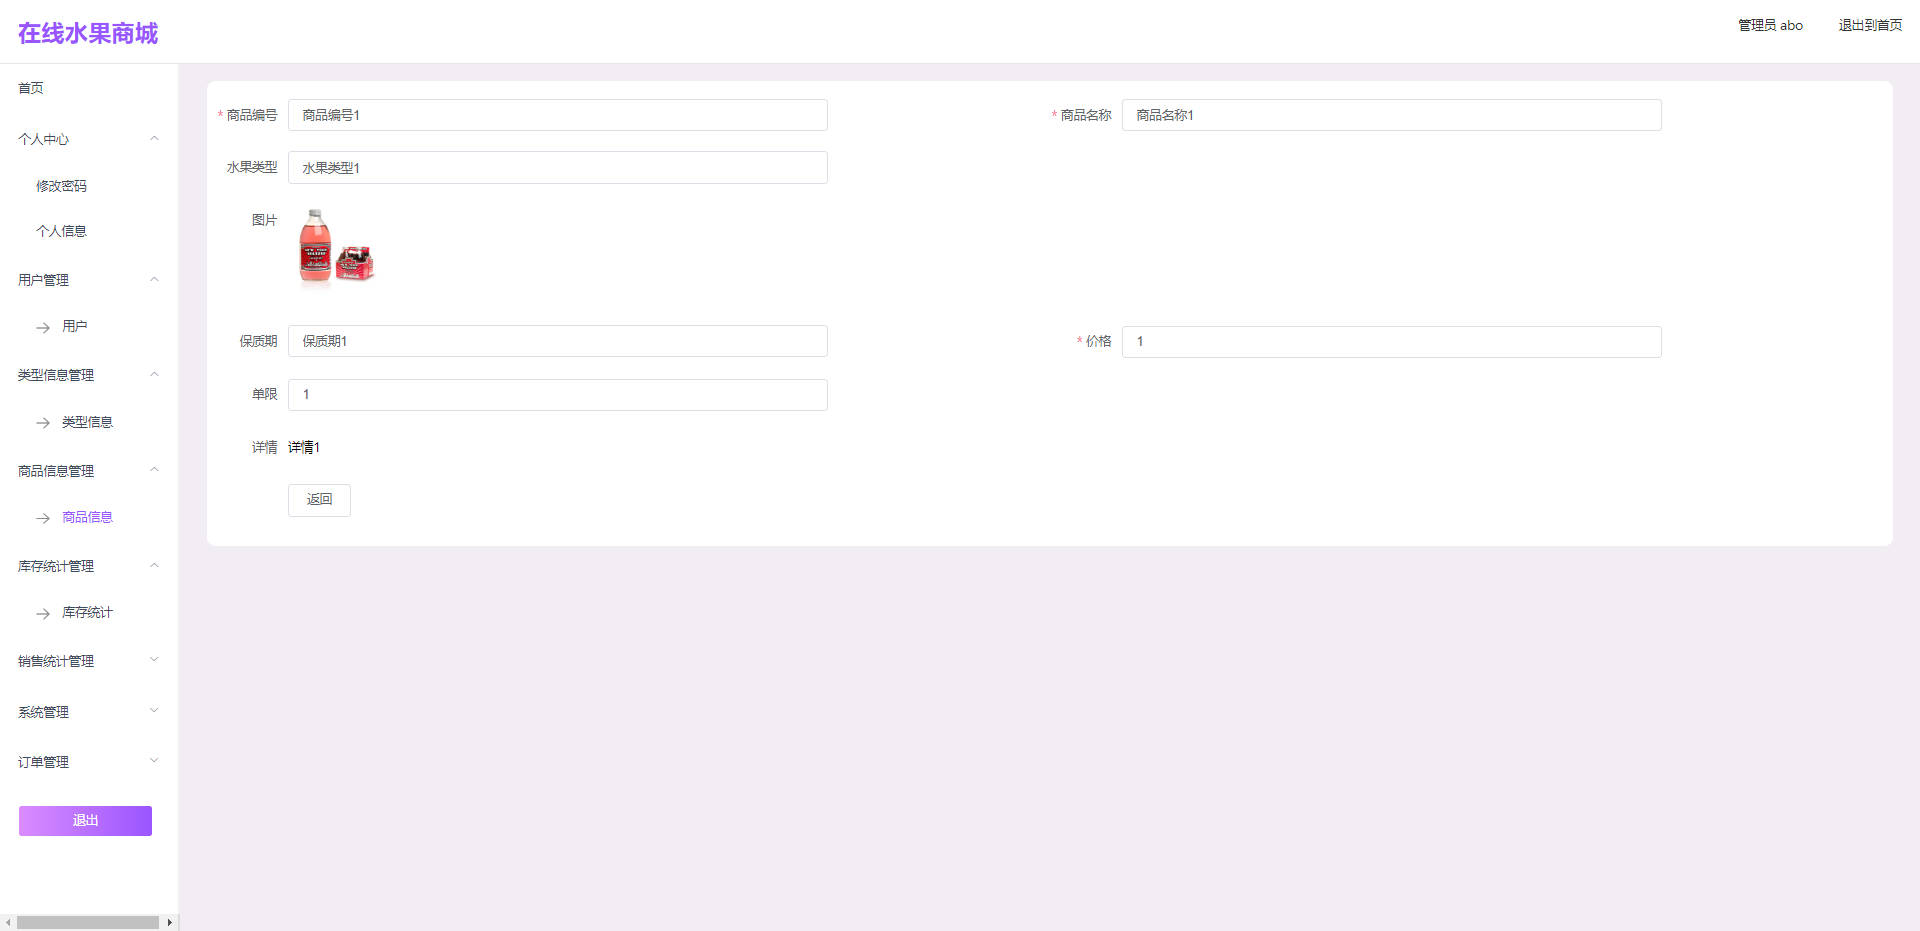 在线水果商城
管理员 abo
退出到首页
首页
个人中心
修改密码
个人信息
用户管理
用户
类型信息管理
类型信息
商品信息管理
商品信息
库存统计管理
库存统计
销售统计管理
系统管理
订单管理
退出
* 商品编号 商品编号1
* 商品名称 商品名称1
水果类型 水果类型1
图片
保质期 保质期1
* 价格 1
单限 1
详情 详情1
返回